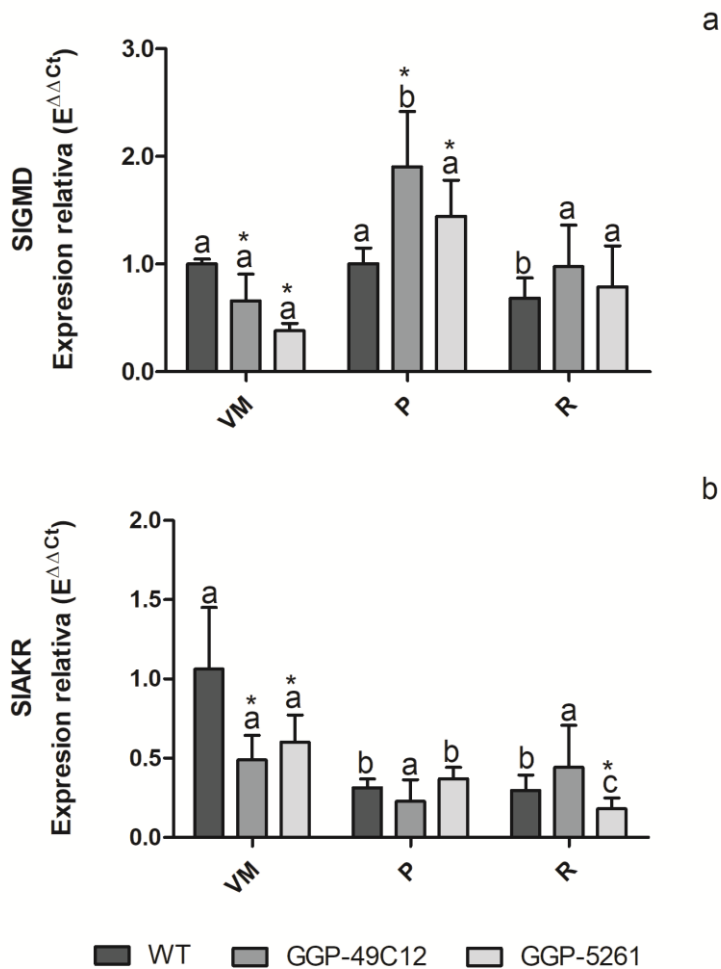 a
SlGMD
Expresion relativa (E^ΔΔCt)
3.0
2.0
1.0
0.0
a
*
a
*
a
a
*
b
*
a
b
a
a
VM
P
R
b
SlAKR
Expresion relativa (E^ΔΔCt)
2.0
1.5
1.0
0.5
0.0
a
*
a
*
a
b
a
b
b
a
*
c
VM
P
R
WT GGP-49C12 GGP-5261